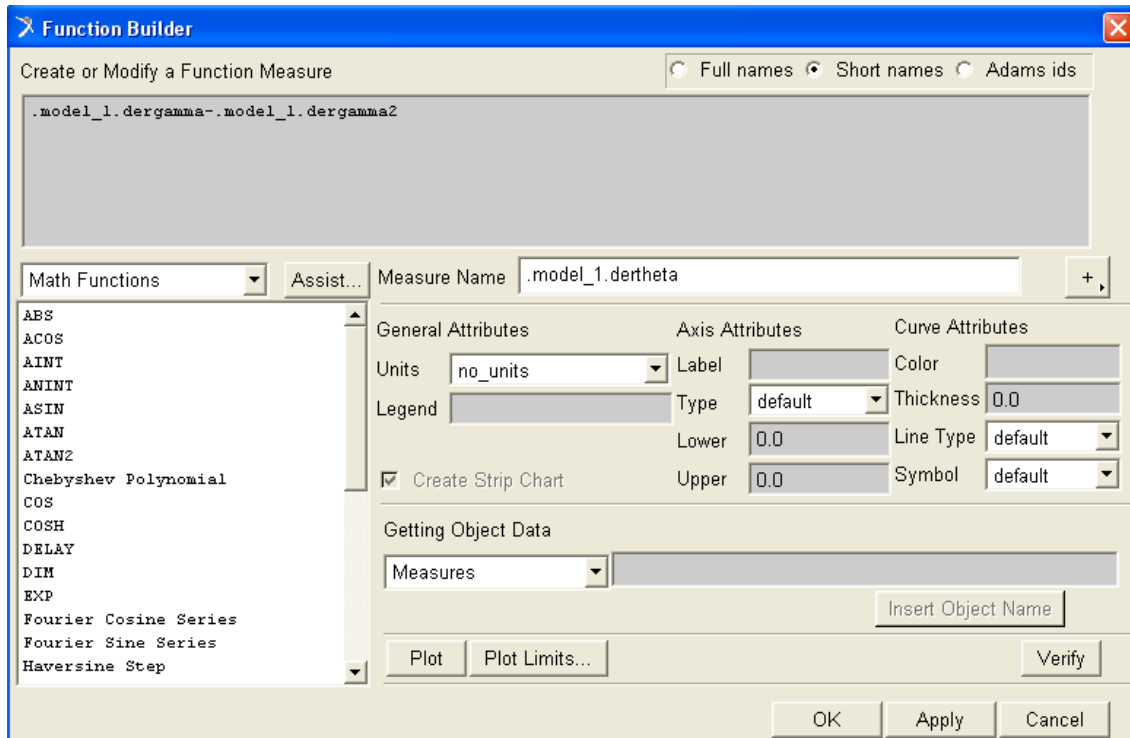 Function Builder
Create or Modify a Function Measure
Full names Short names Adams ids
.model_1.dergamma-.model_1.dergamma2
Math Functions Assist... Measure Name .model_1.dertheta +
ABS
ACOS
AINT
ANINT
ASIN
ATAN
ATAN2
Chebyshev Polynomial
COS
COSH
DELAY
DIM
EXP
Fourier Cosine Series
Fourier Sine Series
Haversine Step
General Attributes
Units no_units
Legend
Create Strip Chart
Axis Attributes
Label
Type default
Lower 0.0
Upper 0.0
Curve Attributes
Color
Thickness 0.0
Line Type default
Symbol default
Getting Object Data
Measures
Insert Object Name
Plot Plot Limits... Verify
OK Apply Cancel